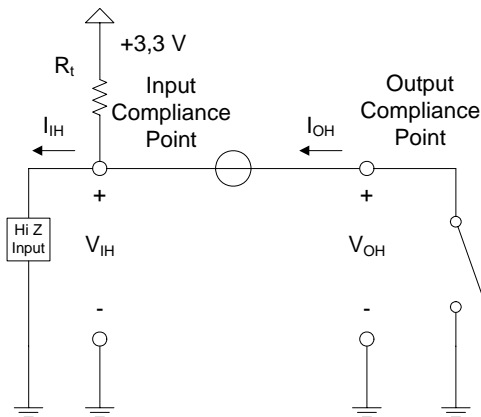 +3,3 V
R_t
Input
Compliance
Point
Output
Compliance
Point
I_IH
I_OH
+
+
Hi Z
Input
V_IH
V_OH
-
-